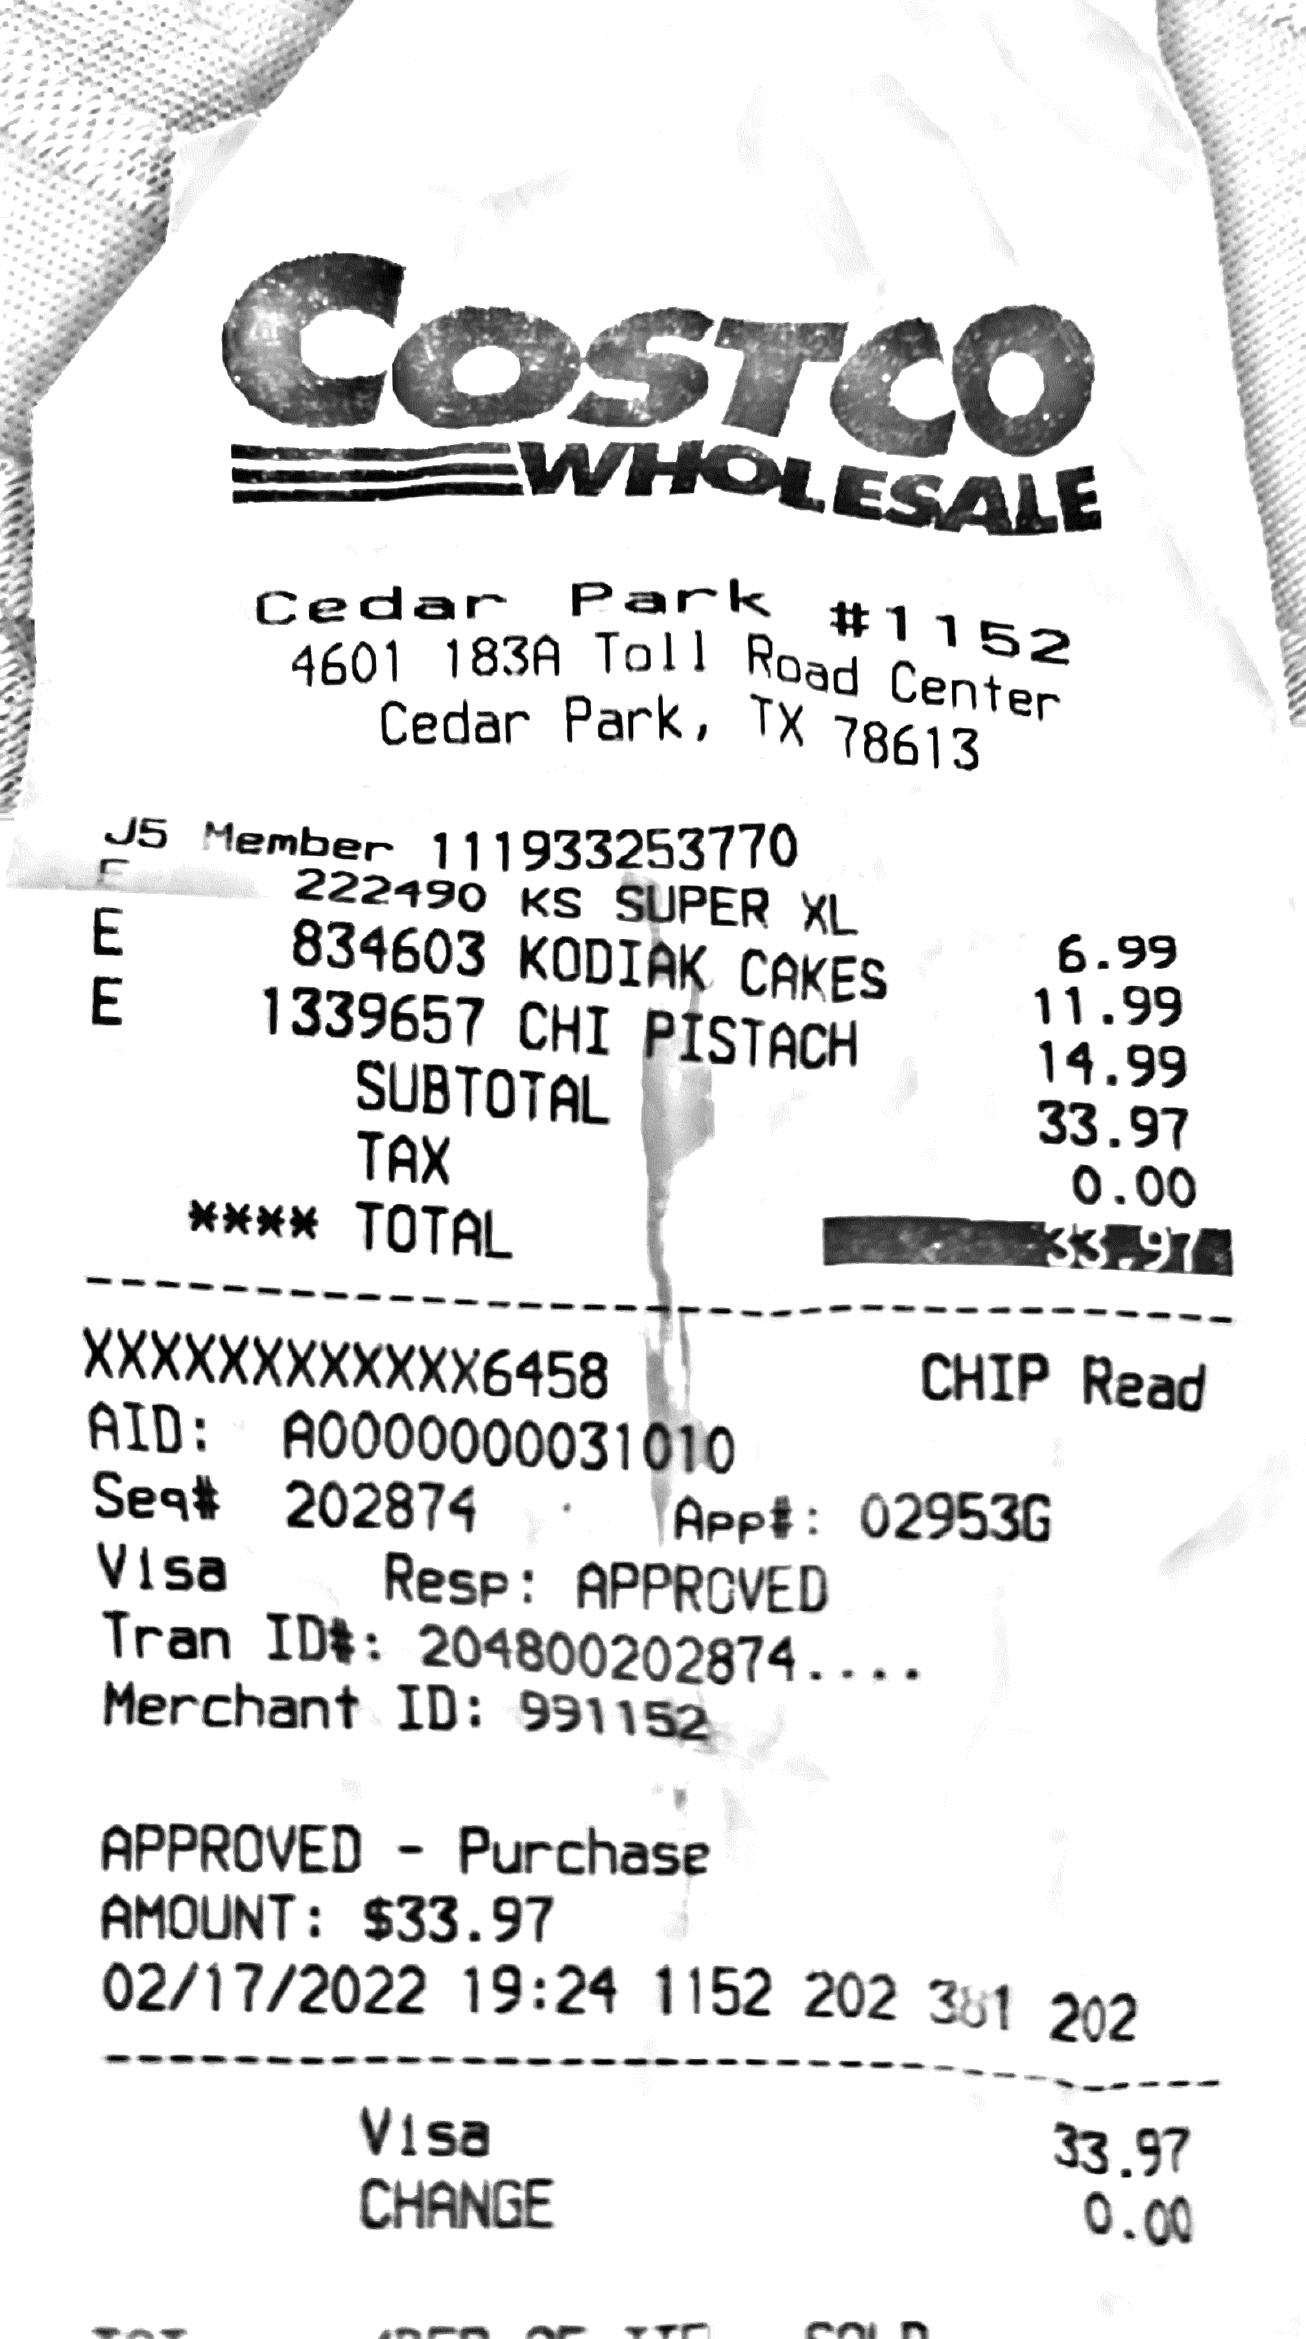 COSTCO
WHOLESALE
Cedar Park #1152
4601 183A Toll Road Center
Cedar Park, TX 78613
J5 Member 111933253770
E 222490 KS SUPER XL 6.99
E 834603 KODIAK CAKES 11.99
E 1339657 CHI PISTACH 14.99
SUBTOTAL 33.97
TAX 0.00
**** TOTAL 33.97
XXXXXXXXXXXX6458 CHIP Read
AID: A0000000031010
Seq# 202874 App#: 02953G
Visa Resp: APPROVED
Tran ID#: 204800202874....
Merchant ID: 991152
APPROVED - Purchase
AMOUNT: $33.97
02/17/2022 19:24 1152 202 381 202
Visa 33.97
CHANGE 0.00